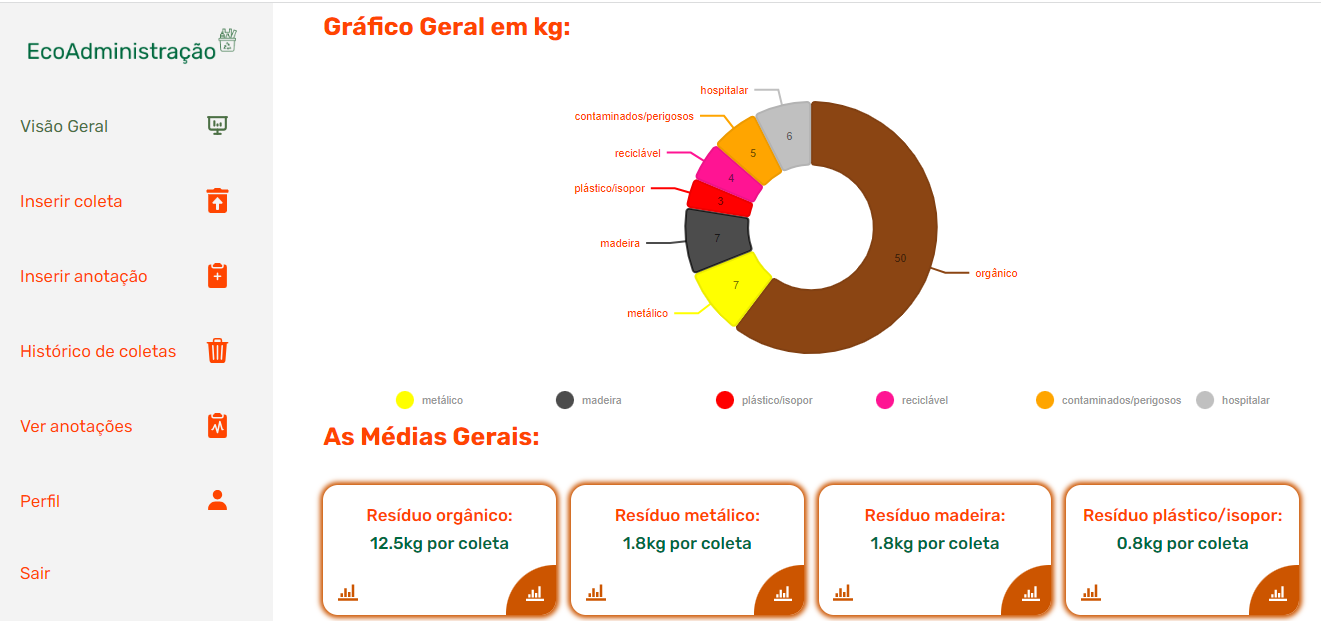 EcoAdministração
Visão Geral
Inserir coleta
Inserir anotação
Histórico de coletas
Ver anotações
Perfil
Sair
Gráfico Geral em kg:
hospitalar
contaminados/perigosos
reciclável
plástico/isopor
madeira
metálico
orgânico
6
5
4
3
7
7
50
metálico
madeira
plástico/isopor
reciclável
contaminados/perigosos
hospitalar
As Médias Gerais:
Resíduo orgânico:
12.5kg por coleta
Resíduo metálico:
1.8kg por coleta
Resíduo madeira:
1.8kg por coleta
Resíduo plástico/isopor:
0.8kg por coleta